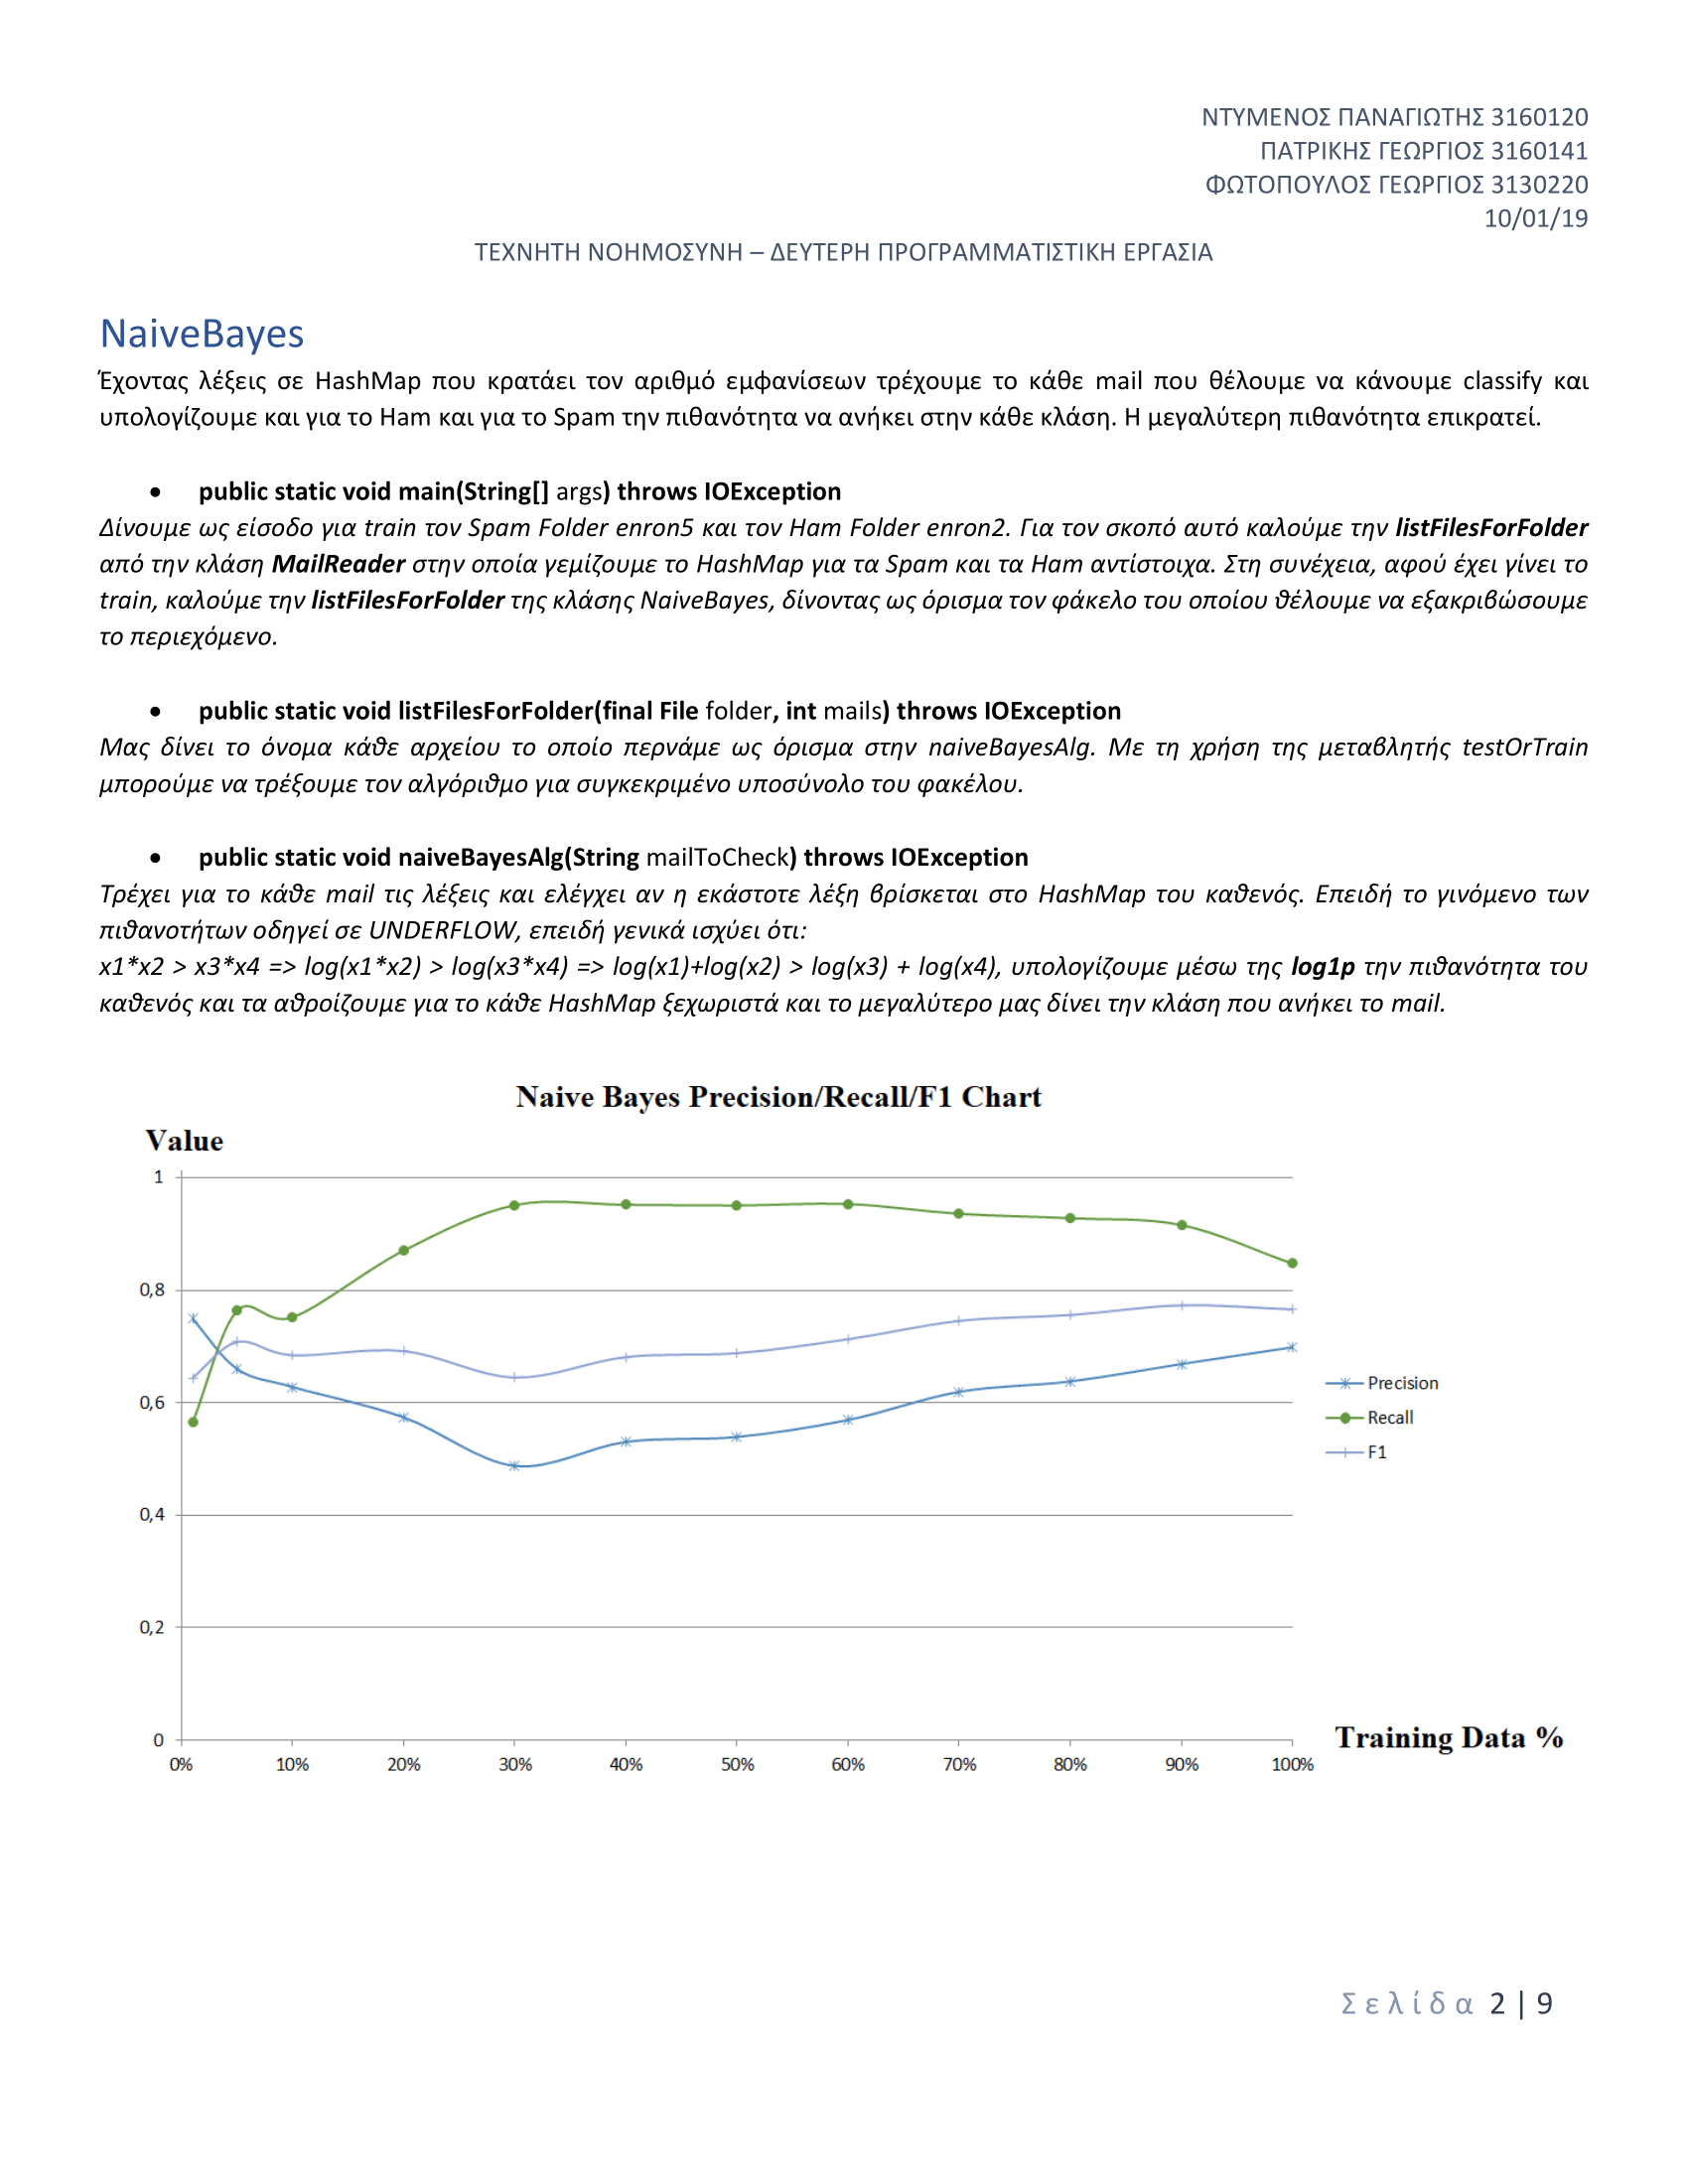 ΝΤΥΜΕΝΟΣ ΠΑΝΑΓΙΩΤΗΣ 3160120
ΠΑΤΡΙΚΗΣ ΓΕΩΡΓΙΟΣ 3160141
ΦΩΤΟΠΟΥΛΟΣ ΓΕΩΡΓΙΟΣ 3130220
10/01/19
ΤΕΧΝΗΤΗ ΝΟΗΜΟΣΥΝΗ – ΔΕΥΤΕΡΗ ΠΡΟΓΡΑΜΜΑΤΙΣΤΙΚΗ ΕΡΓΑΣΙΑ
NaiveBayes
Έχοντας λέξεις σε HashMap που κρατάει τον αριθμό εμφανίσεων τρέχουμε το κάθε mail που θέλουμε να κάνουμε classify και
υπολογίζουμε και για το Ham και για το Spam την πιθανότητα να ανήκει στην κάθε κλάση. Η μεγαλύτερη πιθανότητα επικρατεί.
• public static void main(String[] args) throws IOException
Δίνουμε ως είσοδο για train τον Spam Folder enron5 και τον Ham Folder enron2. Για τον σκοπό αυτό καλούμε την listFilesForFolder
από την κλάση MailReader στην οποία γεμίζουμε το HashMap για τα Spam και τα Ham αντίστοιχα. Στη συνέχεια, αφού έχει γίνει το
train, καλούμε την listFilesForFolder της κλάσης NaiveBayes, δίνοντας ως όρισμα τον φάκελο του οποίου θέλουμε να εξακριβώσουμε
το περιεχόμενο.
• public static void listFilesForFolder(final File folder, int mails) throws IOException
Μας δίνει το όνομα κάθε αρχείου το οποίο περνάμε ως όρισμα στην naiveBayesAlg. Με τη χρήση της μεταβλητής testOrTrain
μπορούμε να τρέξουμε τον αλγόριθμο για συγκεκριμένο υποσύνολο του φακέλου.
• public static void naiveBayesAlg(String mailToCheck) throws IOException
Τρέχει για το κάθε mail τις λέξεις και ελέγχει αν η εκάστοτε λέξη βρίσκεται στο HashMap του καθενός. Επειδή το γινόμενο των
πιθανοτήτων οδηγεί σε UNDERFLOW, επειδή γενικά ισχύει ότι:
x1*x2 > x3*x4 => log(x1*x2) > log(x3*x4) => log(x1)+log(x2) > log(x3) + log(x4), υπολογίζουμε μέσω της log1p την πιθανότητα του
καθενός και τα αθροίζουμε για το κάθε HashMap ξεχωριστά και το μεγαλύτερο μας δίνει την κλάση που ανήκει το mail.
Naive Bayes Precision/Recall/F1 Chart
Value
1
0,8
0,6
0,4
0,2
0
0% 10% 20% 30% 40% 50% 60% 70% 80% 90% 100%
Training Data %
Precision
Recall
F1
Σελίδα 2 | 9